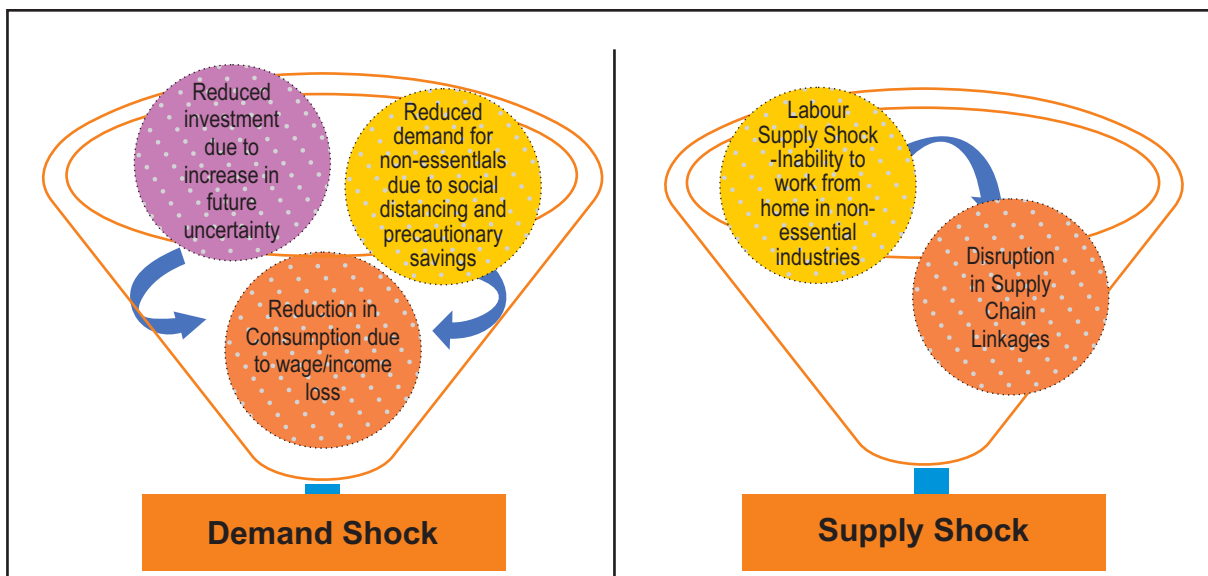 Reduced
investment
due to
increase in
future
uncertainty
Reduced
demand for
non-essentials
due to social
distancing and
precautionary
savings
Reduction in
Consumption due
to wage/income
loss
Demand Shock
Labour
Supply Shock
-Inability to
work from
home in non-
essential
industries
Disruption
in Supply
Chain
Linkages
Supply Shock